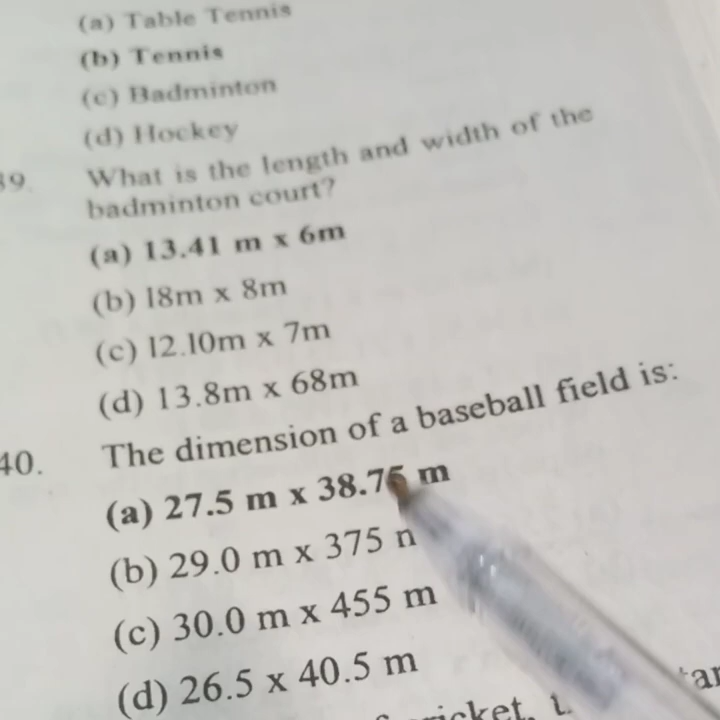 (a) Table Tennis
(b) Tennis
(c) Badminton
(d) Hockey
39. What is the length and width of the
badminton court?
(a) 13.41 m x 6m
(b) 18m x 8m
(c) 12.10m x 7m
(d) 13.8m x 68m
40. The dimension of a baseball field is:
(a) 27.5 m x 38.75 m
(b) 29.0 m x 375
(c) 30.0 m x 455 m
(d) 26.5 x 40.5 m